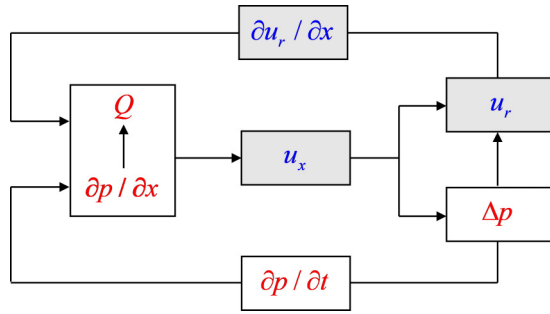 ∂u_r / ∂x
Q
u_r
u_x
∂p / ∂x
Δp
∂p / ∂t